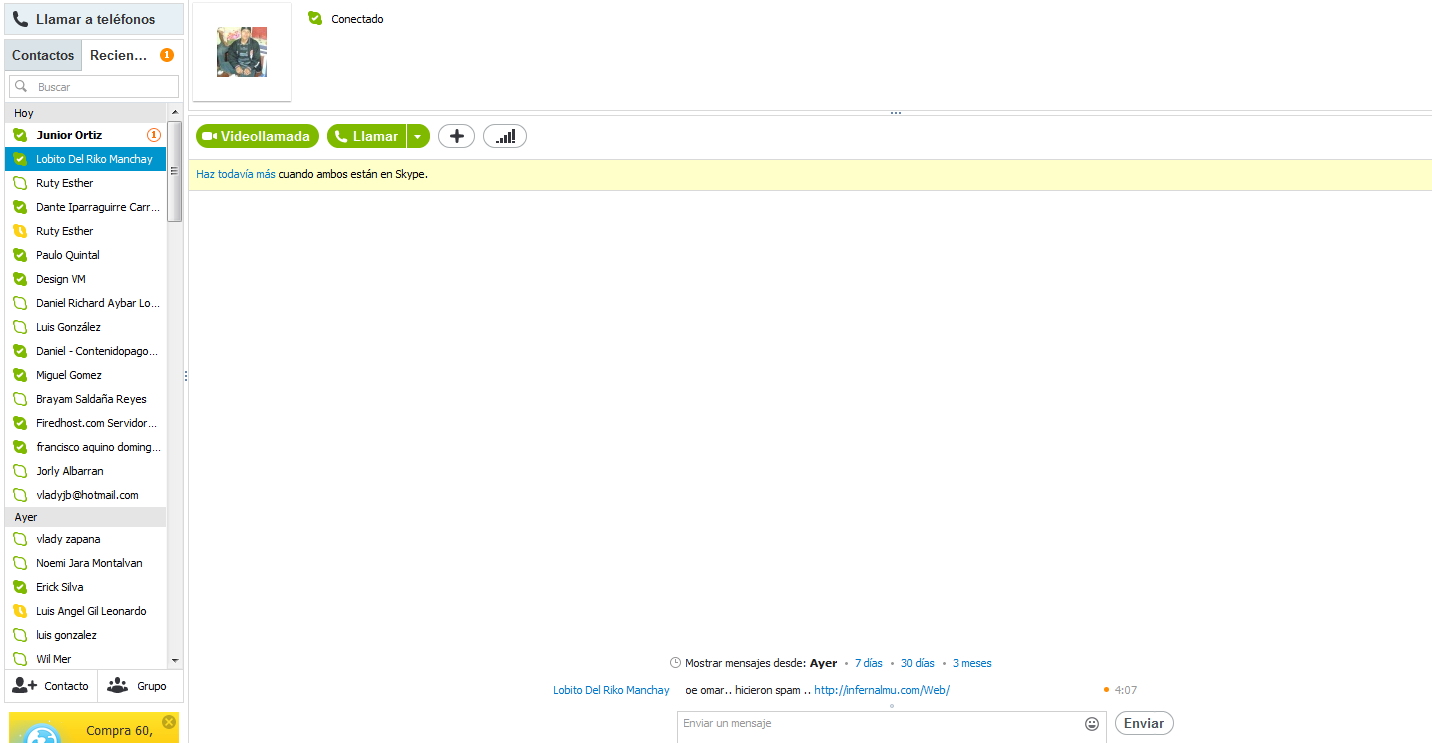 Llamar a teléfonos
Contactos
Recien... 1
Buscar
Hoy
Junior Ortiz 1
Lobito Del Riko Manchay
Ruty Esther
Dante Iparraguirre Carr...
Ruty Esther
Paulo Quintal
Design VM
Daniel Richard Aybar Lo...
Luis González
Daniel - Contenidopago...
Miguel Gomez
Brayam Saldaña Reyes
Firedhost.com Servidor...
francisco aquino doming...
Jorly Albarran
vladyjb@hotmail.com
Ayer
vlady zapana
Noemi Jara Montalvan
Erick Silva
Luis Angel Gil Leonardo
luis gonzalez
Wil Mer
Contacto
Grupo
Compra 60,
Conectado
Videollamada
Llamar
Haz todavía más cuando ambos están en Skype.
Mostrar mensajes desde: Ayer • 7 días • 30 días • 3 meses
Lobito Del Riko Manchay oe omar.. hicieron spam .. http://infernalmu.com/Web/ 4:07
Enviar un mensaje
Enviar